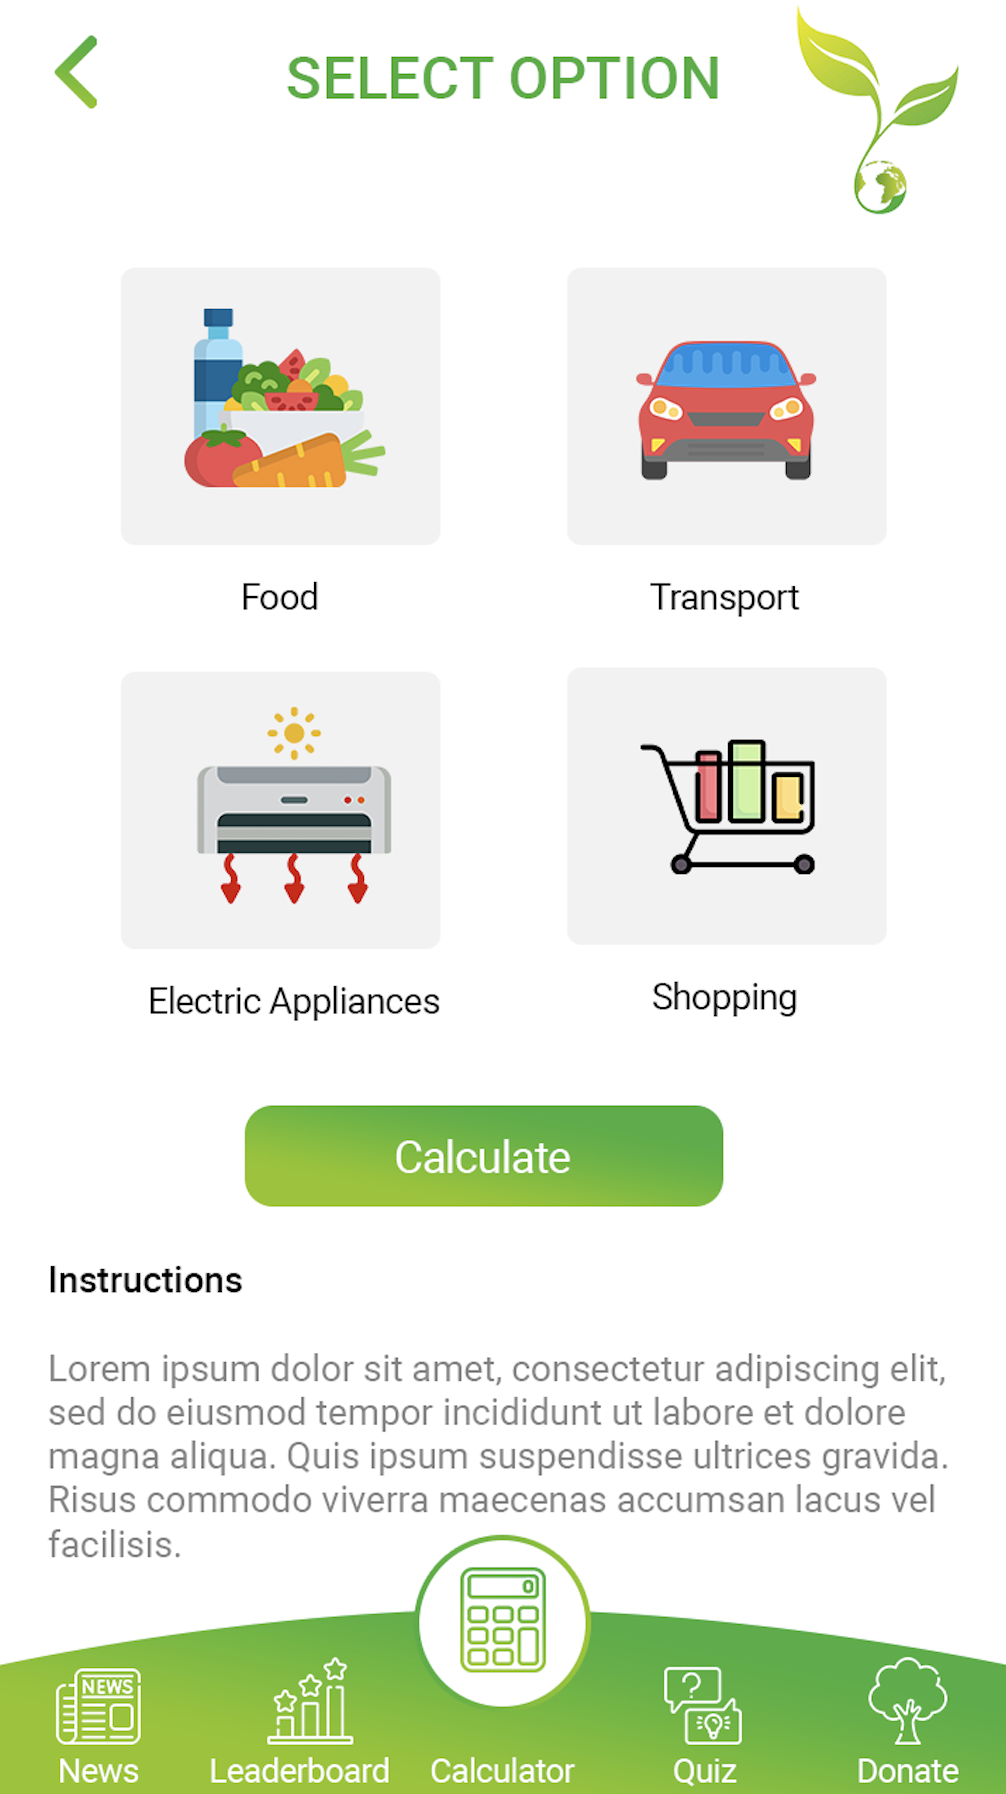 SELECT OPTION
Food
Transport
Electric Appliances
Shopping
Calculate
Instructions
Lorem ipsum dolor sit amet, consectetur adipiscing elit,
sed do eiusmod tempor incididunt ut labore et dolore
magna aliqua. Quis ipsum suspendisse ultrices gravida.
Risus commodo viverra maecenas accumsan lacus vel
facilisis.
0
NEWS
?
News
Leaderboard
Calculator
Quiz
Donate